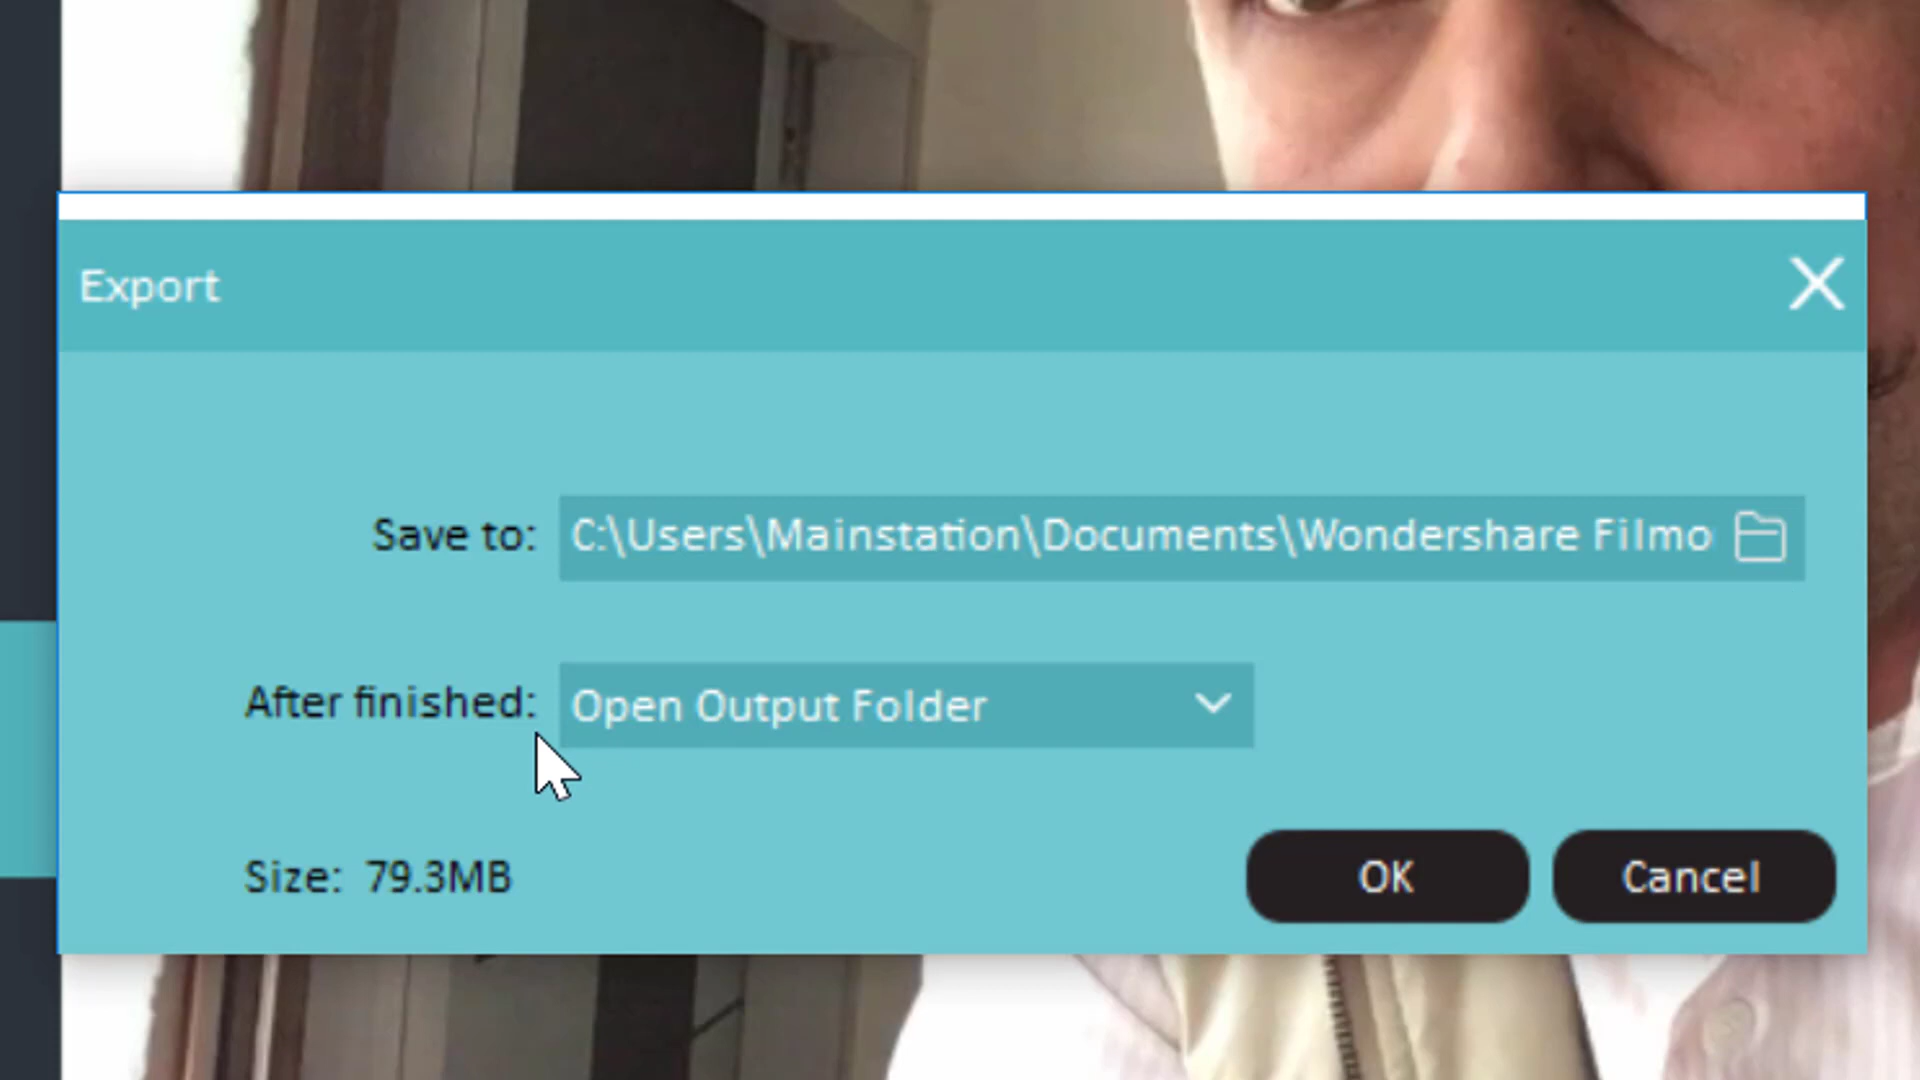 Export
Save to: C:\Users\Mainstation\Documents\Wondershare Filmo
After finished: Open Output Folder
Size: 79.3MB
OK
Cancel